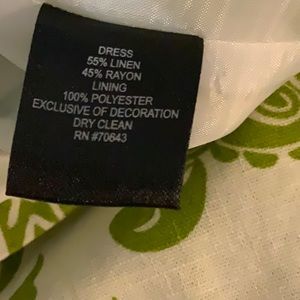 DRESS
55% LINEN
45% RAYON
LINING
100% POLYESTER
EXCLUSIVE OF DECORATION
DRY CLEAN
RN #70643